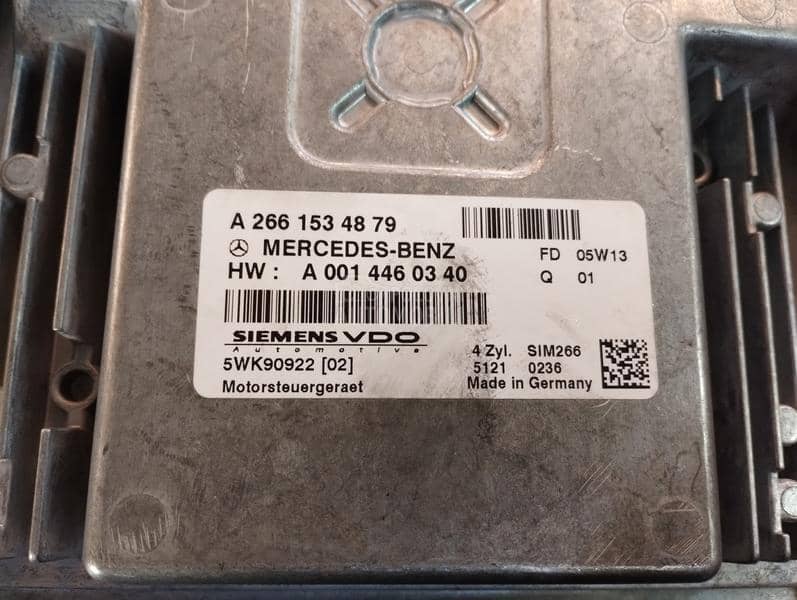 A 266 153 48 79
MERCEDES-BENZ
FD 05W13
HW : A 001 446 03 40
Q 01
SIEMENS VDO
Automotive
4 Zyl. SIM266
5WK90922 [02]
5121 0236
Motorsteuergeraet
Made in Germany